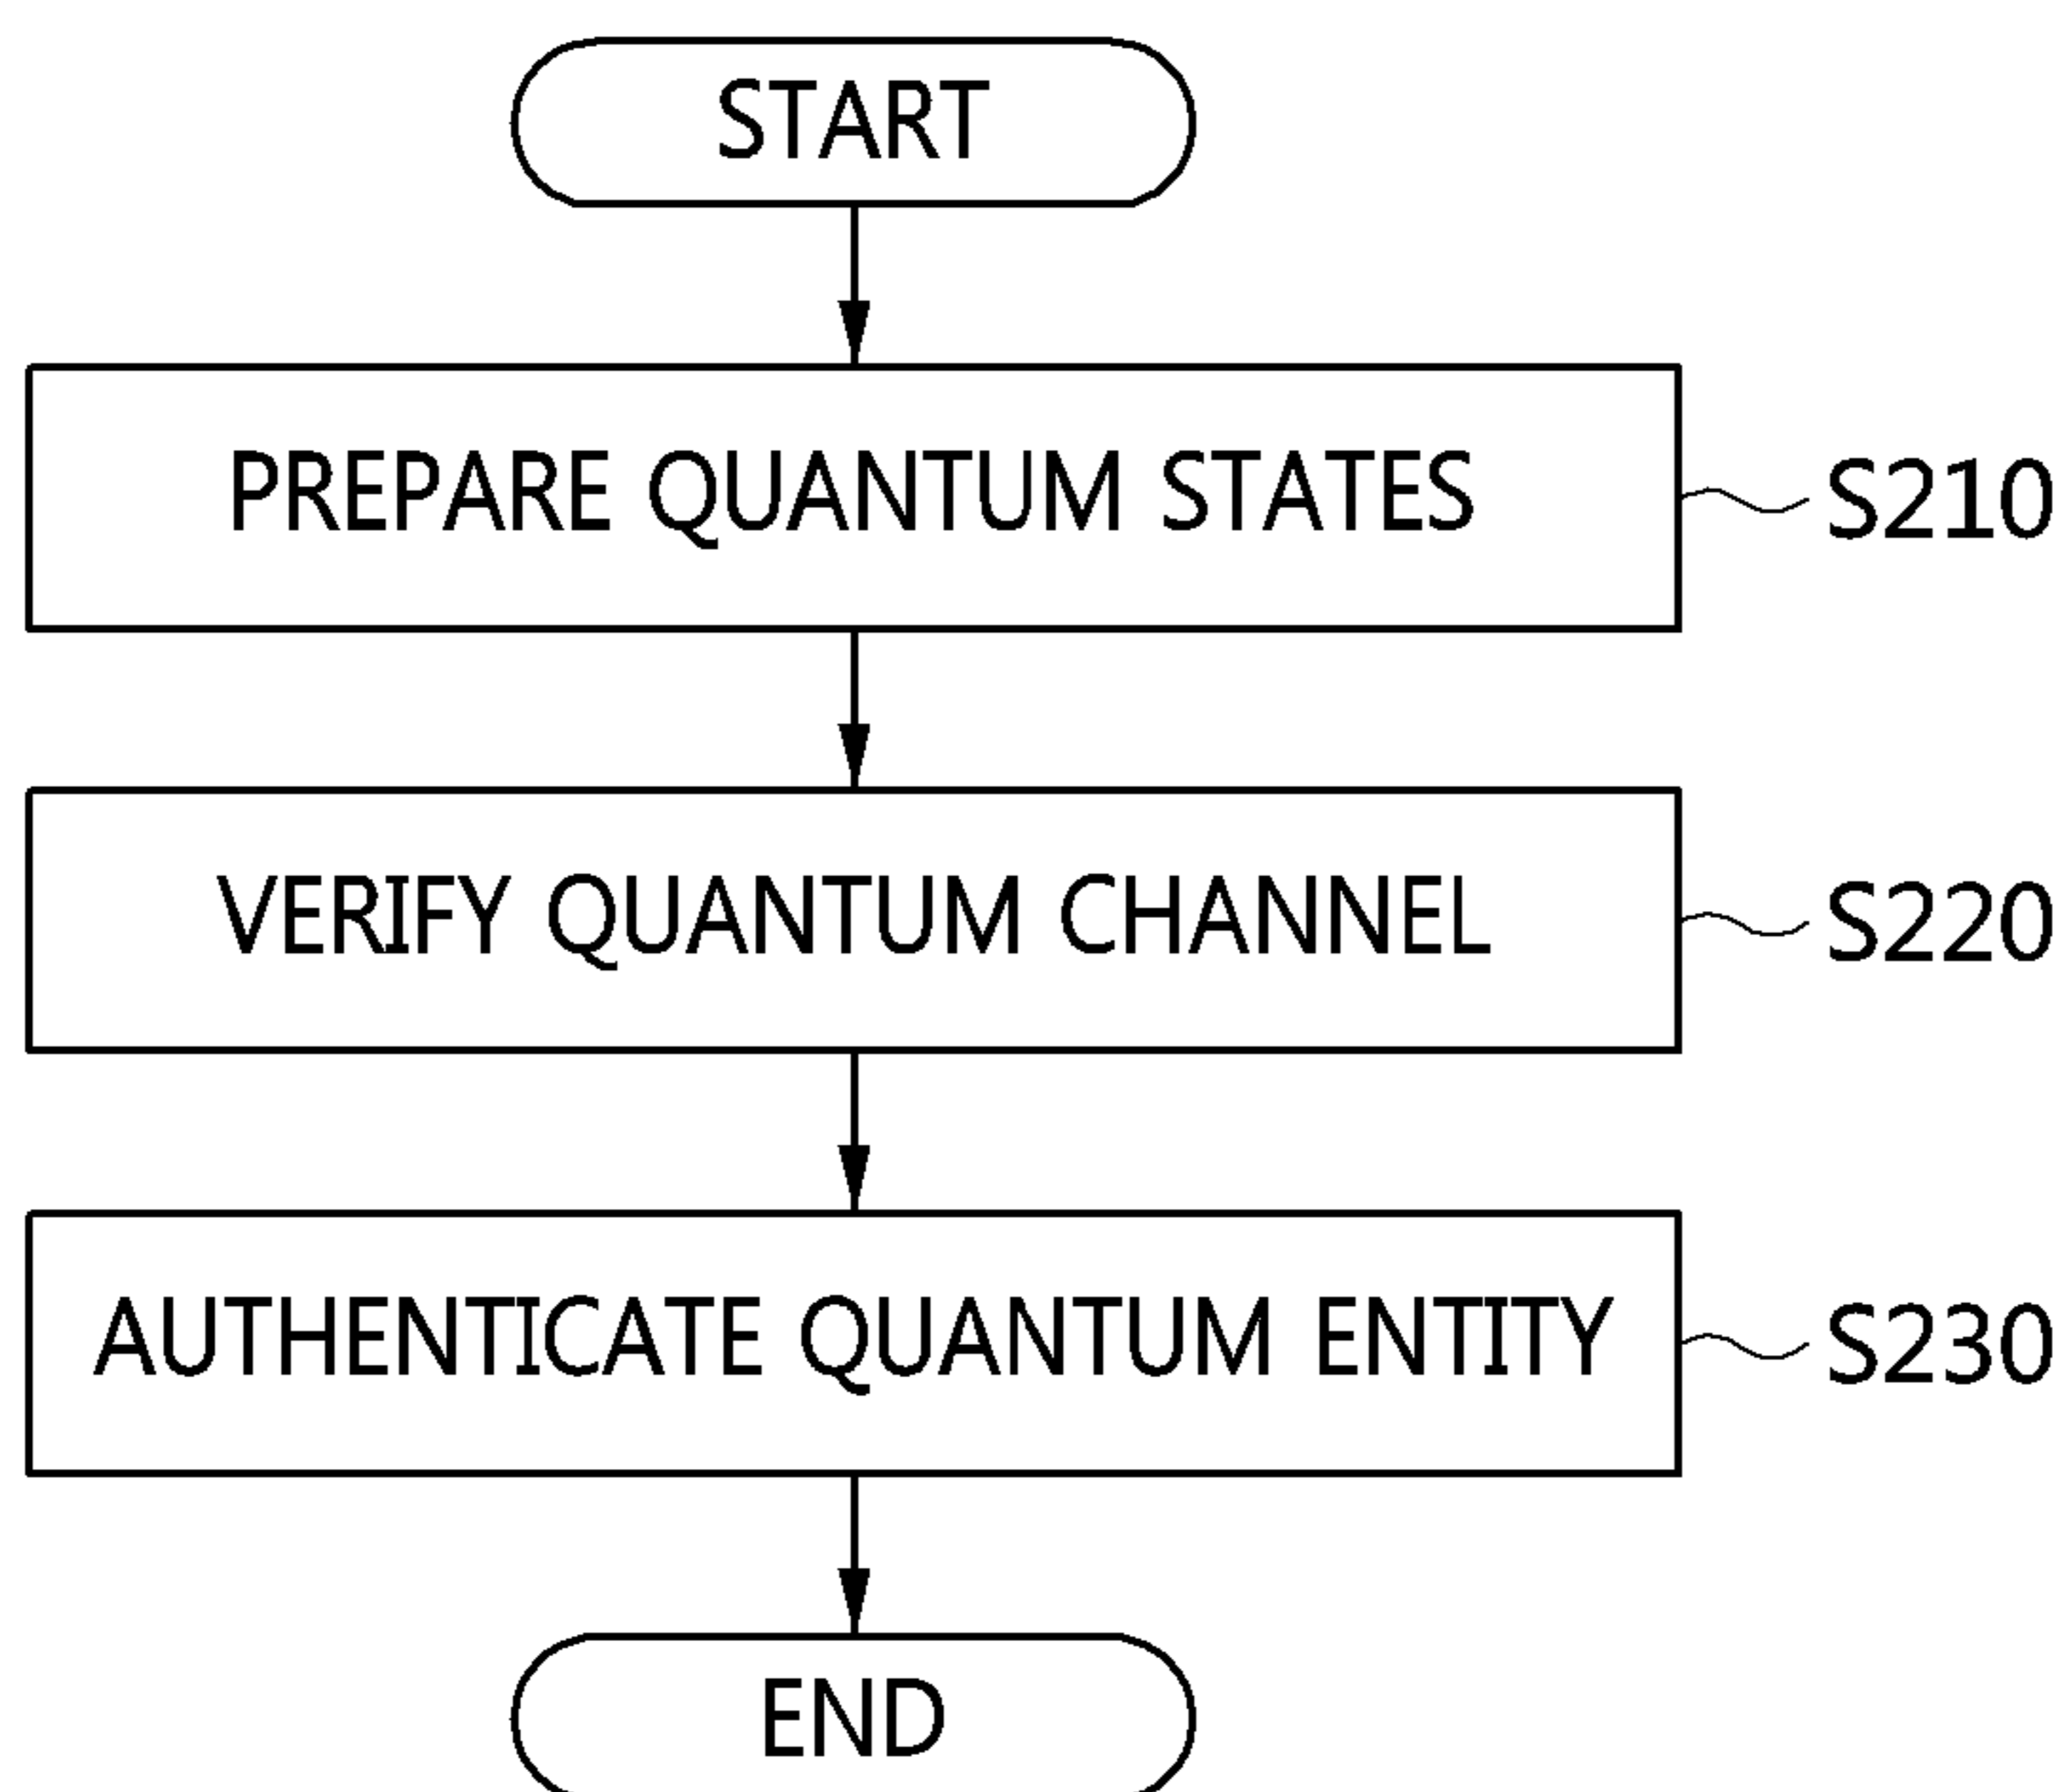 START
PREPARE QUANTUM STATES
S210
VERIFY QUANTUM CHANNEL
S220
AUTHENTICATE QUANTUM ENTITY
S230
END